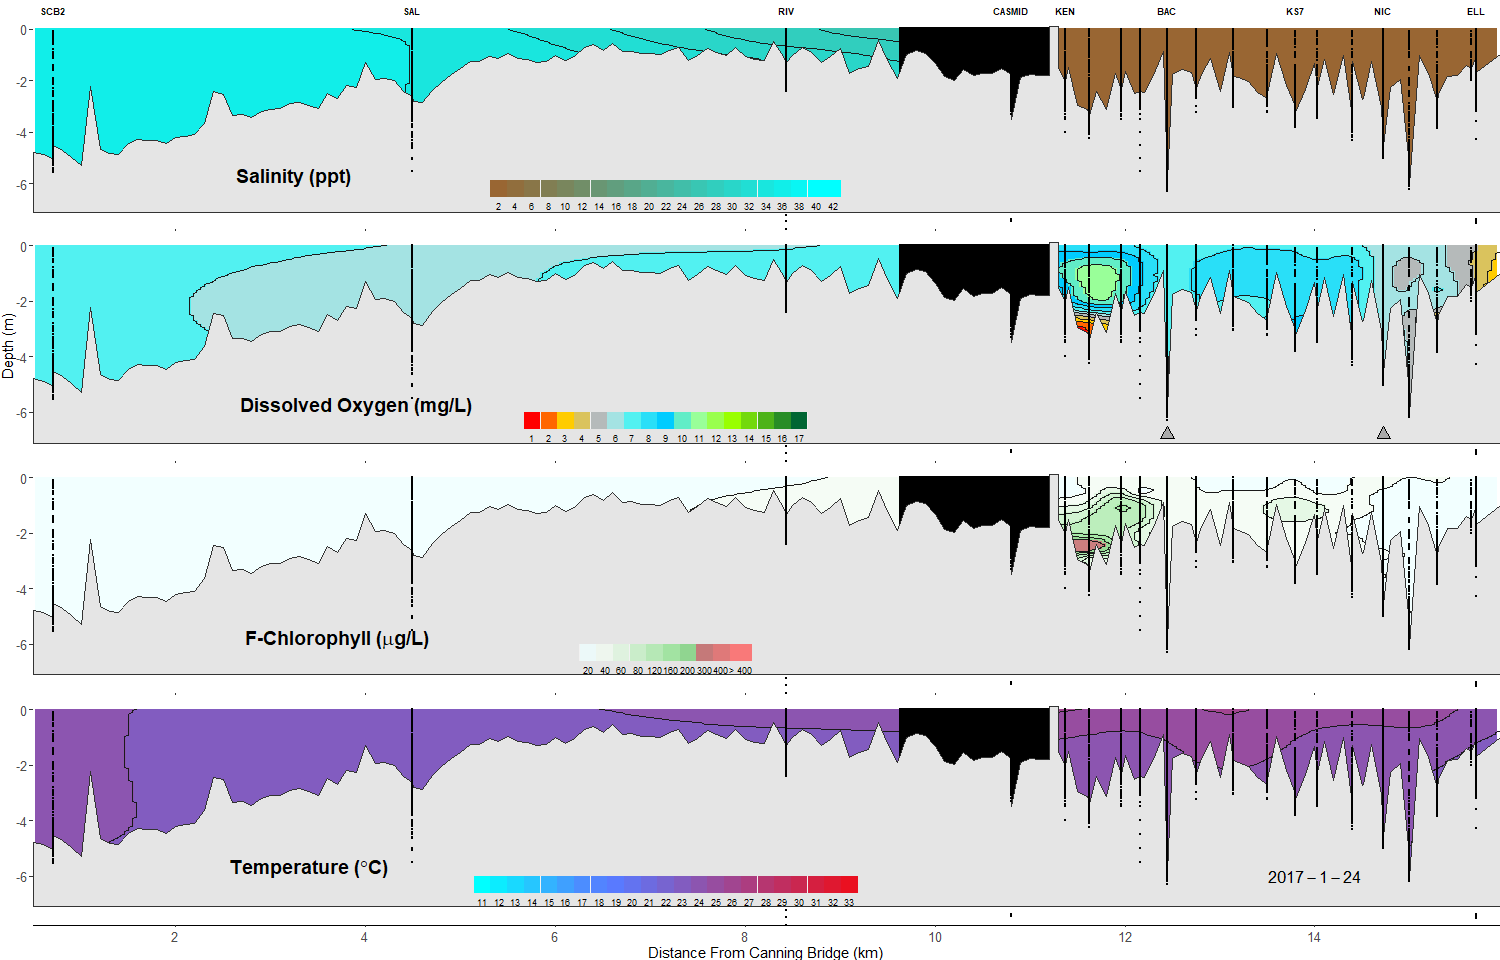 SCB2 SAL RIV CASMID KEN BAC KS7 NIC ELL
0
-2
-4
-6
Salinity (ppt)
2 4 6 8 10 12 14 16 18 20 22 24 26 28 30 32 34 36 38 40 42
0
-2
-4
-6
Depth (m)
Dissolved Oxygen (mg/L)
1 2 3 4 5 6 7 8 9 10 11 12 13 14 15 16 17
0
-2
-4
-6
F-Chlorophyll (µg/L)
20 40 60 80 120 160 200 300 400 > 400
0
-2
-4
-6
Temperature (°C)
2017 – 1 – 24
11 12 13 14 15 16 17 18 19 20 21 22 23 24 25 26 27 28 29 30 31 32 33
2 4 6 8 10 12 14
Distance From Canning Bridge (km)